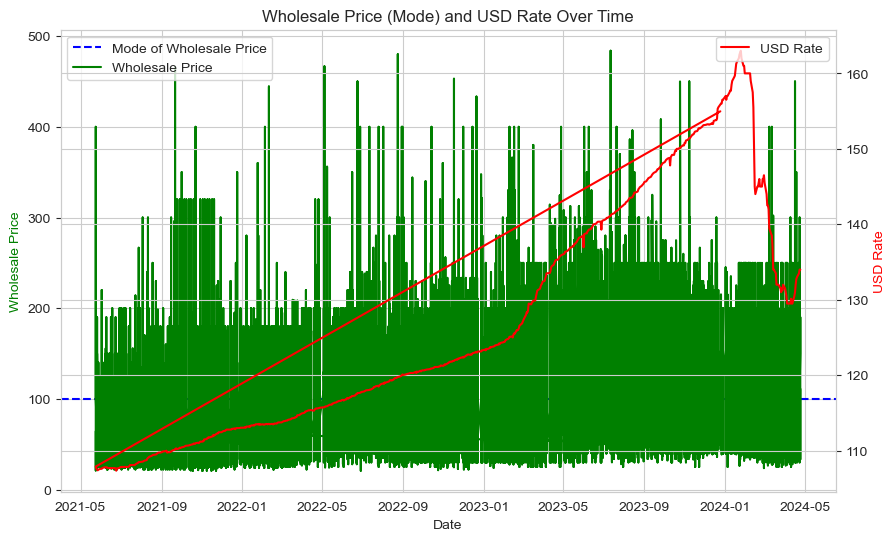 Wholesale Price (Mode) and USD Rate Over Time
Mode of Wholesale Price
Wholesale Price
USD Rate
500
400
300
200
100
0
Wholesale Price
160
150
140
130
120
110
USD Rate
2021-05 2021-09 2022-01 2022-05 2022-09 2023-01 2023-05 2023-09 2024-01 2024-05
Date